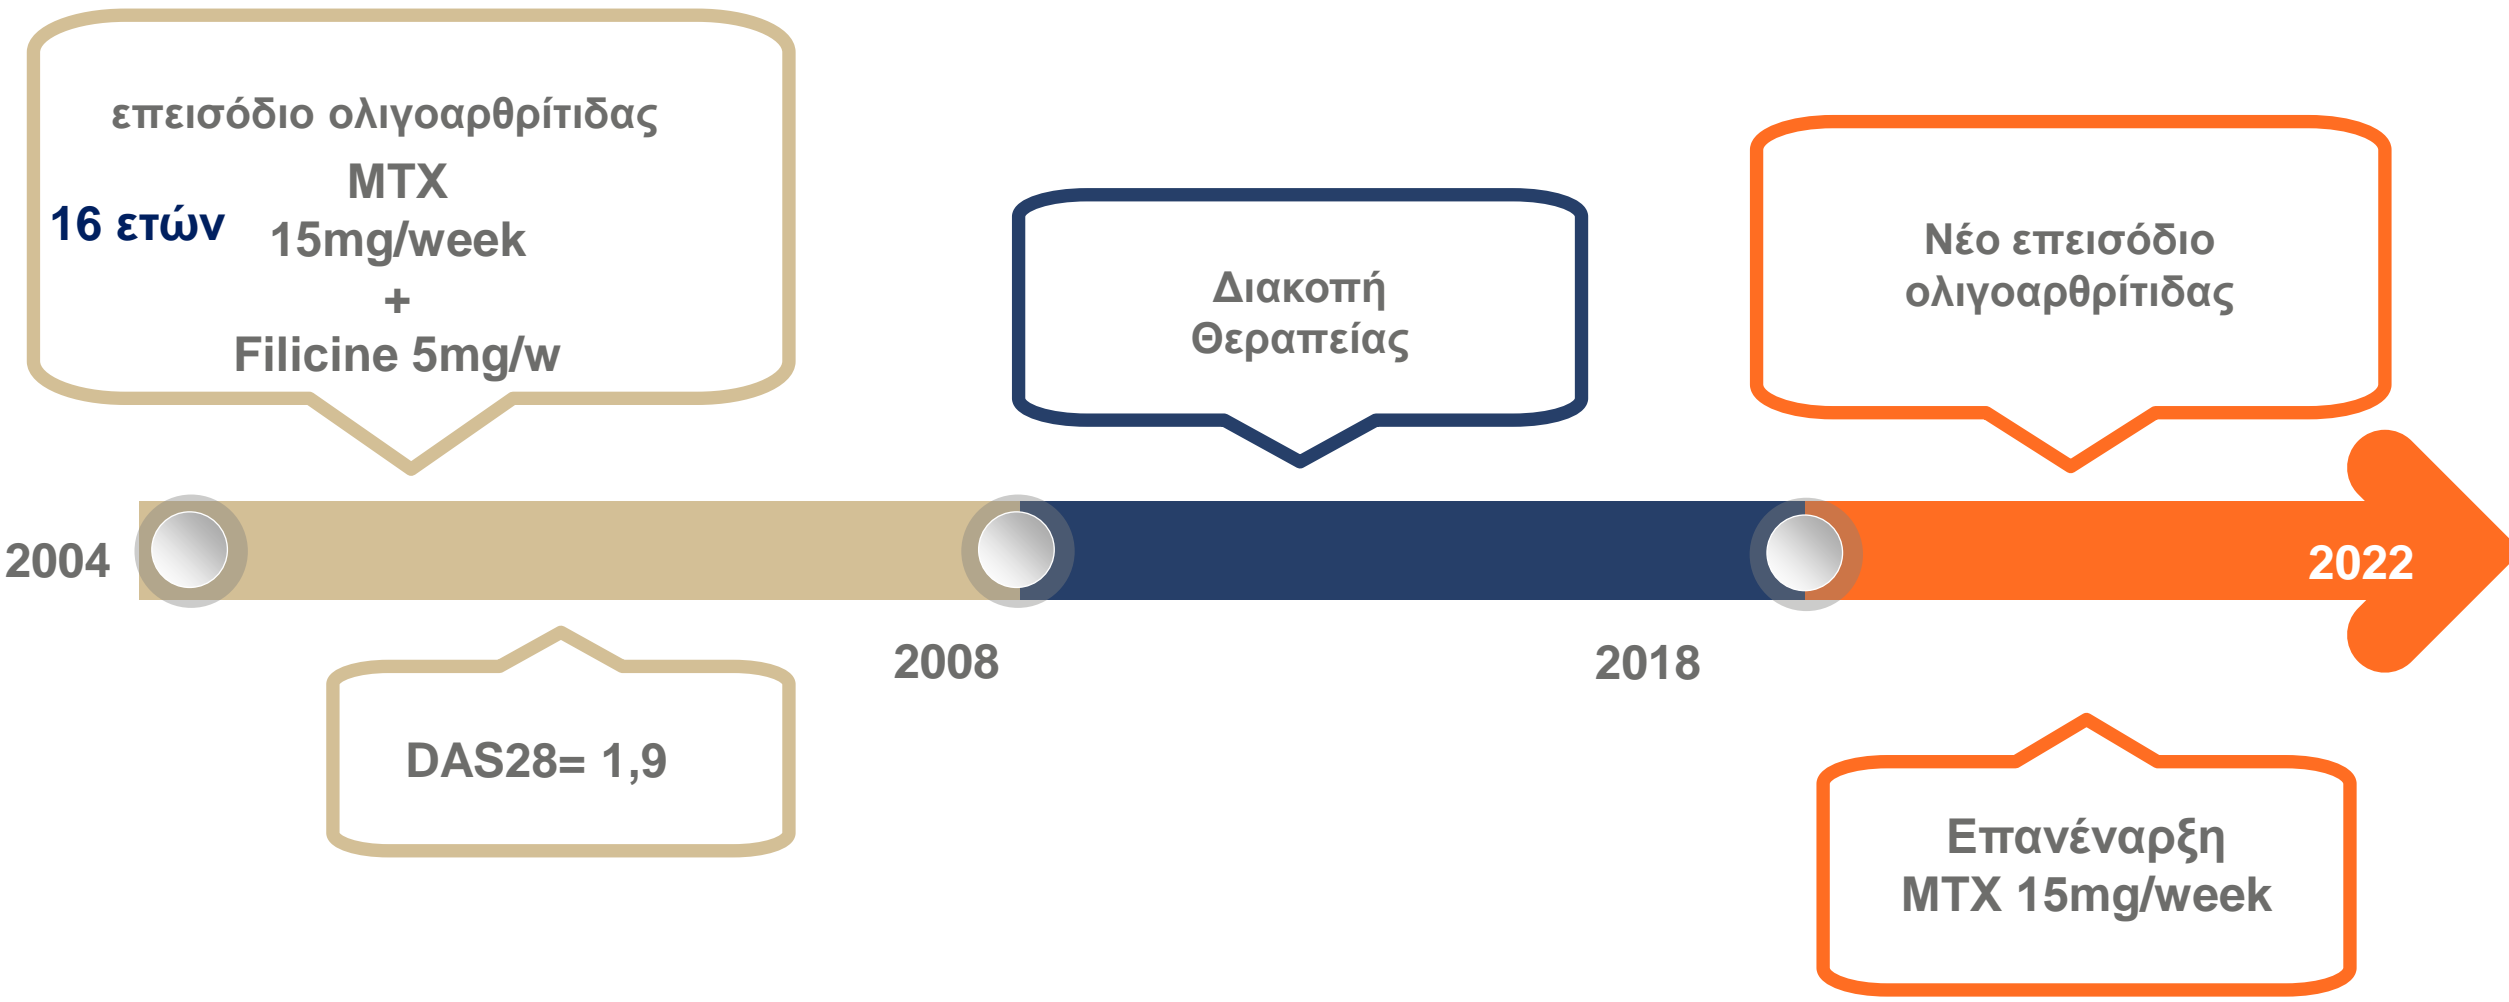 επεισόδιο ολιγοαρθρίτιδας
MTX
16 ετών
15mg/week
+
Filicine 5mg/w
Διακοπή
Θεραπείας
Νέο επεισόδιο
ολιγοαρθρίτιδας
2004
2022
2008
2018
DAS28= 1,9
Επανέναρξη
MTX 15mg/week